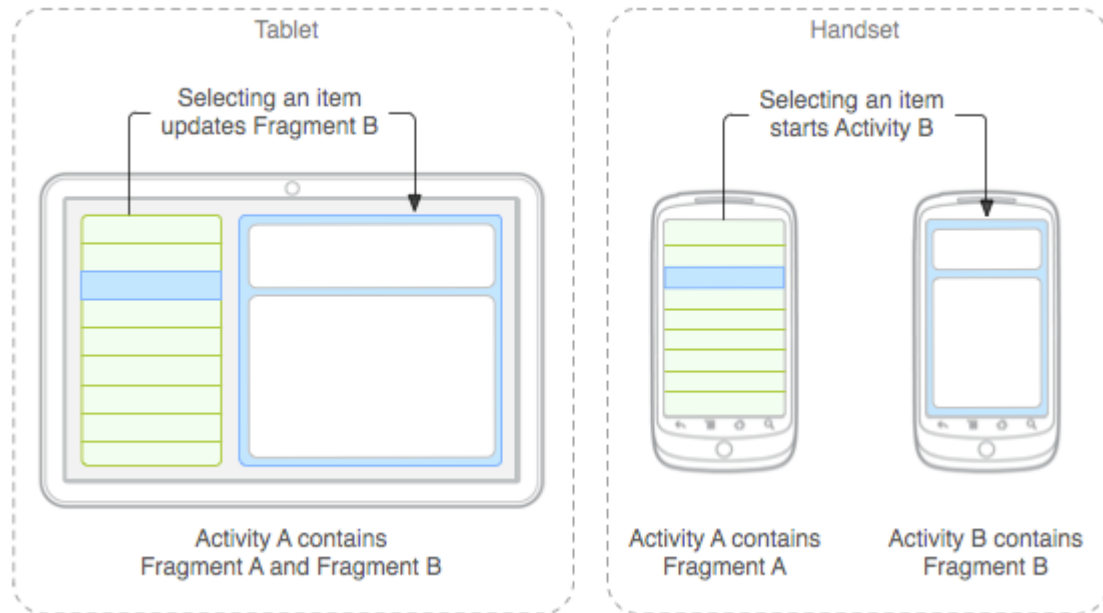 Tablet
Selecting an item
updates Fragment B
Activity A contains
Fragment A and Fragment B
Handset
Selecting an item
starts Activity B
Activity A contains
Fragment A
Activity B contains
Fragment B